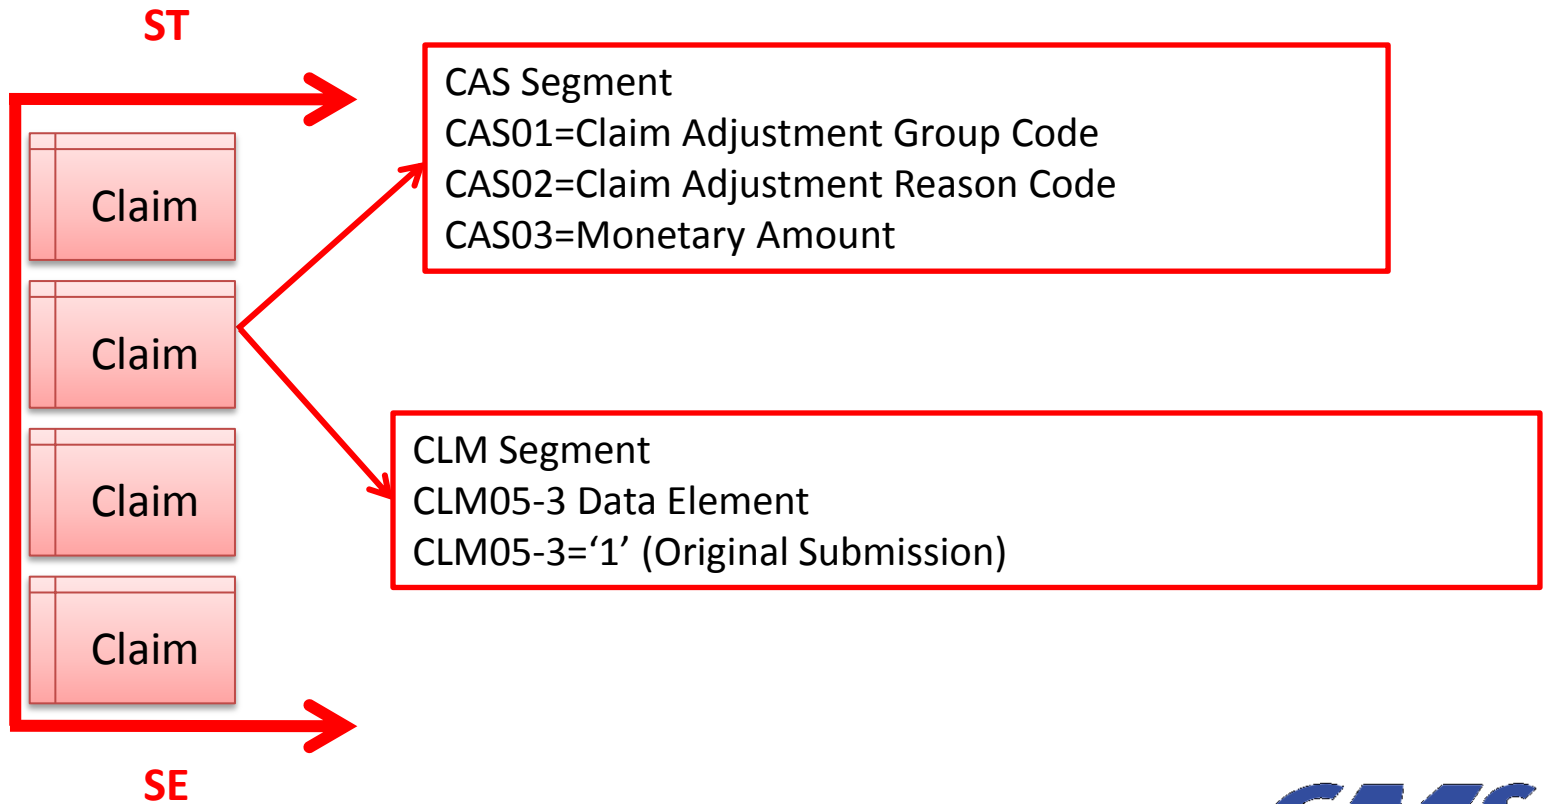 ST
CAS Segment
CAS01=Claim Adjustment Group Code
CAS02=Claim Adjustment Reason Code
CAS03=Monetary Amount
Claim
Claim
CLM Segment
CLM05-3 Data Element
CLM05-3=‘1’ (Original Submission)
Claim
Claim
SE